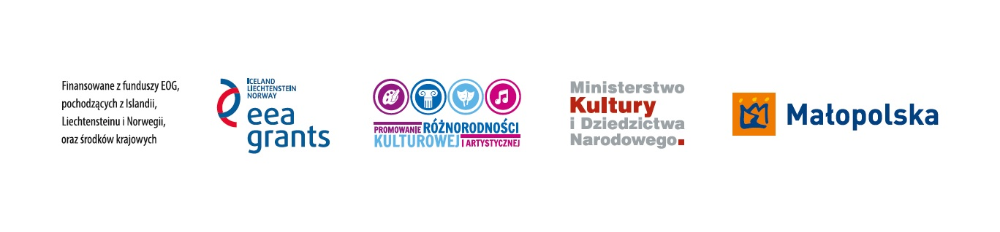 Finansowane z funduszy EOG,
pochodzących z Islandii,
Liechtensteinu i Norwegii,
oraz środków krajowych
ICELAND
LIECHTENSTEIN
NORWAY
eea
grants
PROMOWANIE RÓŻNORODNOŚCI
KULTUROWEJ I ARTYSTYCZNEJ
Ministerstwo
Kultury
i Dziedzictwa
Narodowego.
Małopolska